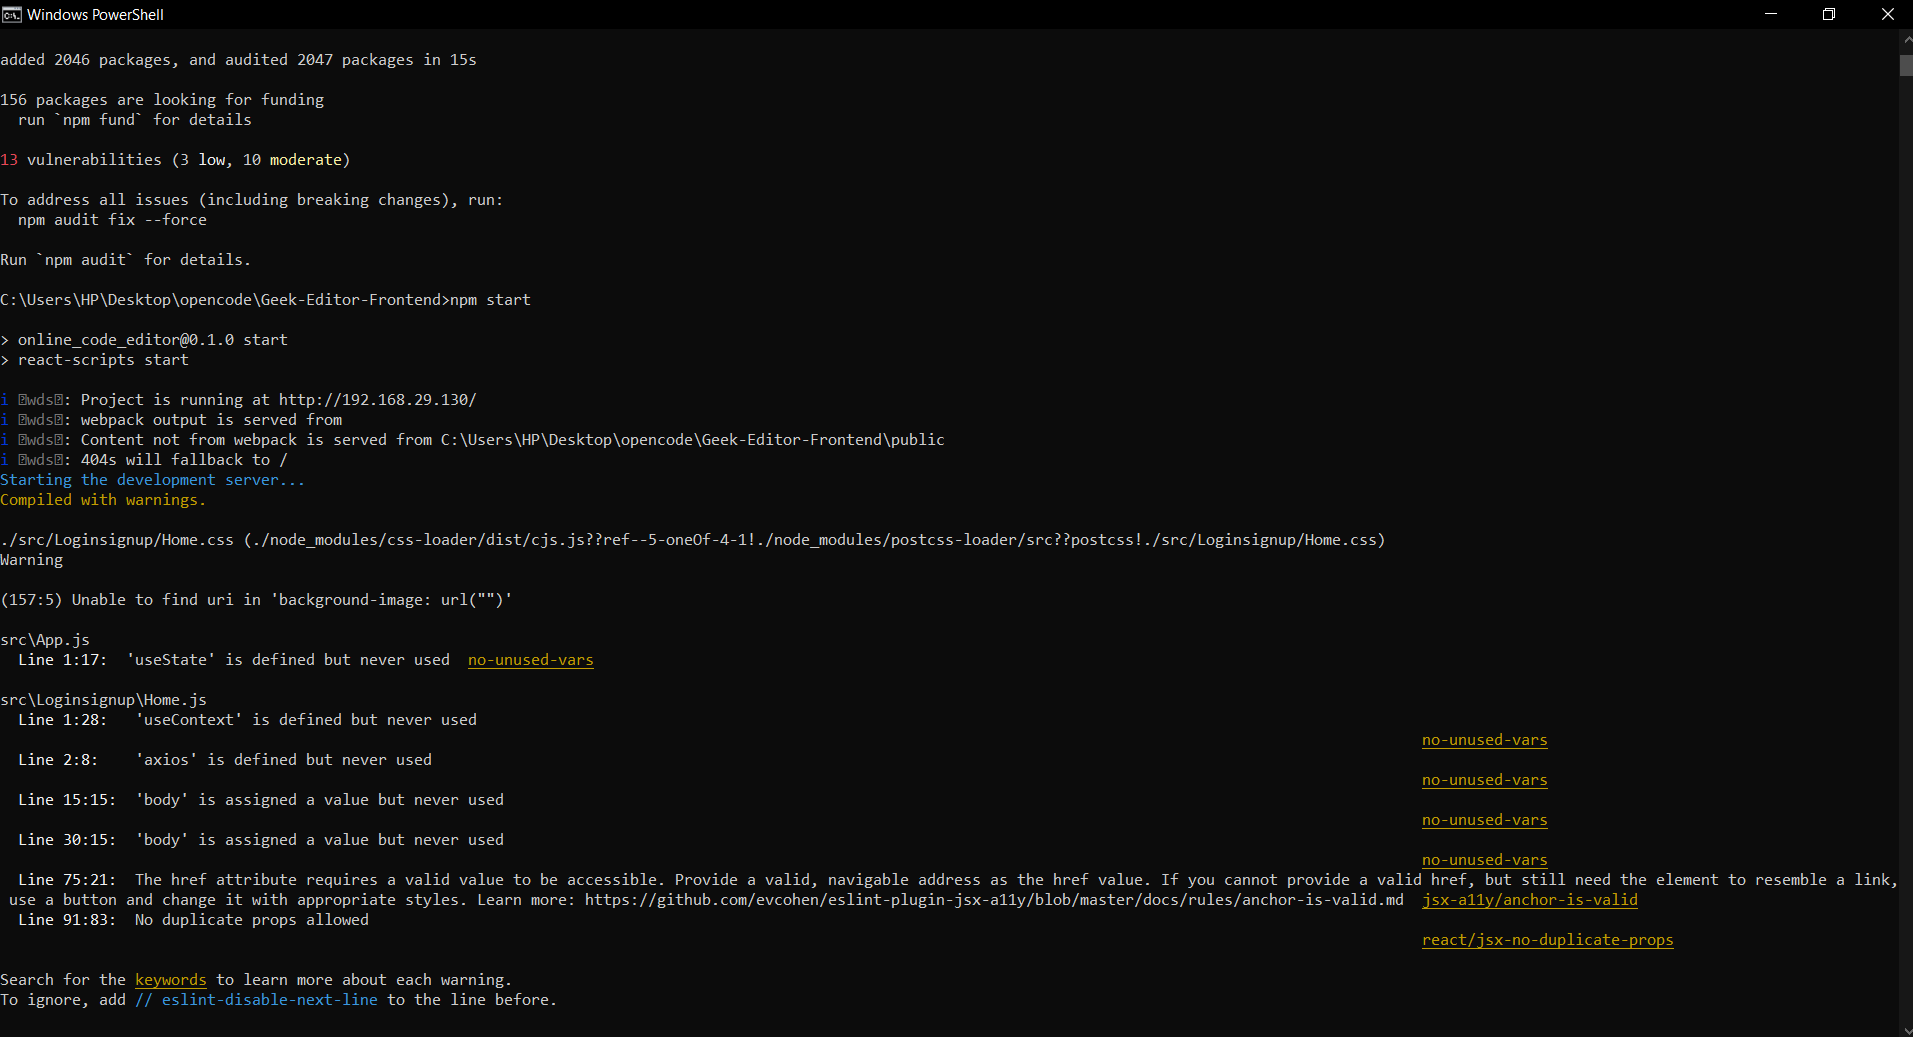 Windows PowerShell
added 2046 packages, and audited 2047 packages in 15s
156 packages are looking for funding
run `npm fund` for details
13 vulnerabilities (3 low, 10 moderate)
To address all issues (including breaking changes), run:
npm audit fix --force
Run `npm audit` for details.
C:\Users\HP\Desktop\opencode\Geek-Editor-Frontend>npm start
> online_code_editor@0.1.0 start
> react-scripts start
i ⍰wds⍰: Project is running at http://192.168.29.130/
i ⍰wds⍰: webpack output is served from
i ⍰wds⍰: Content not from webpack is served from C:\Users\HP\Desktop\opencode\Geek-Editor-Frontend\public
i ⍰wds⍰: 404s will fallback to /
Starting the development server...
Compiled with warnings.
./src/Loginsignup/Home.css (./node_modules/css-loader/dist/cjs.js??ref--5-oneOf-4-1!./node_modules/postcss-loader/src??postcss!./src/Loginsignup/Home.css)
Warning
(157:5) Unable to find uri in 'background-image: url("")'
src\App.js
Line 1:17:  'useState' is defined but never used  no-unused-vars
src\Loginsignup\Home.js
Line 1:28:   'useContext' is defined but never used
no-unused-vars
Line 2:8:    'axios' is defined but never used
no-unused-vars
Line 15:15:  'body' is assigned a value but never used
no-unused-vars
Line 30:15:  'body' is assigned a value but never used
no-unused-vars
Line 75:21:  The href attribute requires a valid value to be accessible. Provide a valid, navigable address as the href value. If you cannot provide a valid href, but still need the element to resemble a link,
use a button and change it with appropriate styles. Learn more: https://github.com/evcohen/eslint-plugin-jsx-a11y/blob/master/docs/rules/anchor-is-valid.md  jsx-a11y/anchor-is-valid
Line 91:83:  No duplicate props allowed
react/jsx-no-duplicate-props
Search for the keywords to learn more about each warning.
To ignore, add // eslint-disable-next-line to the line before.